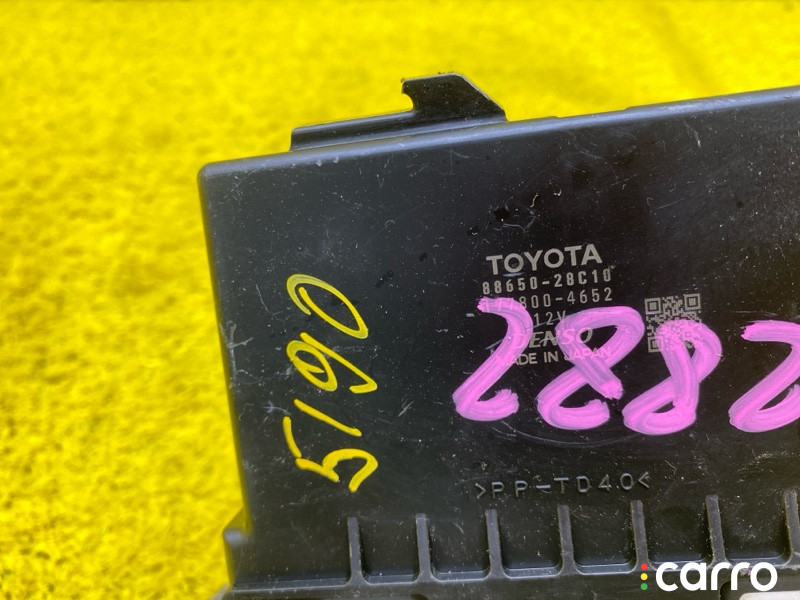 TOYOTA
88650-28C10
12V
DENSO
MADE IN JAPAN
2882
5190
>PP-TD40<
carro